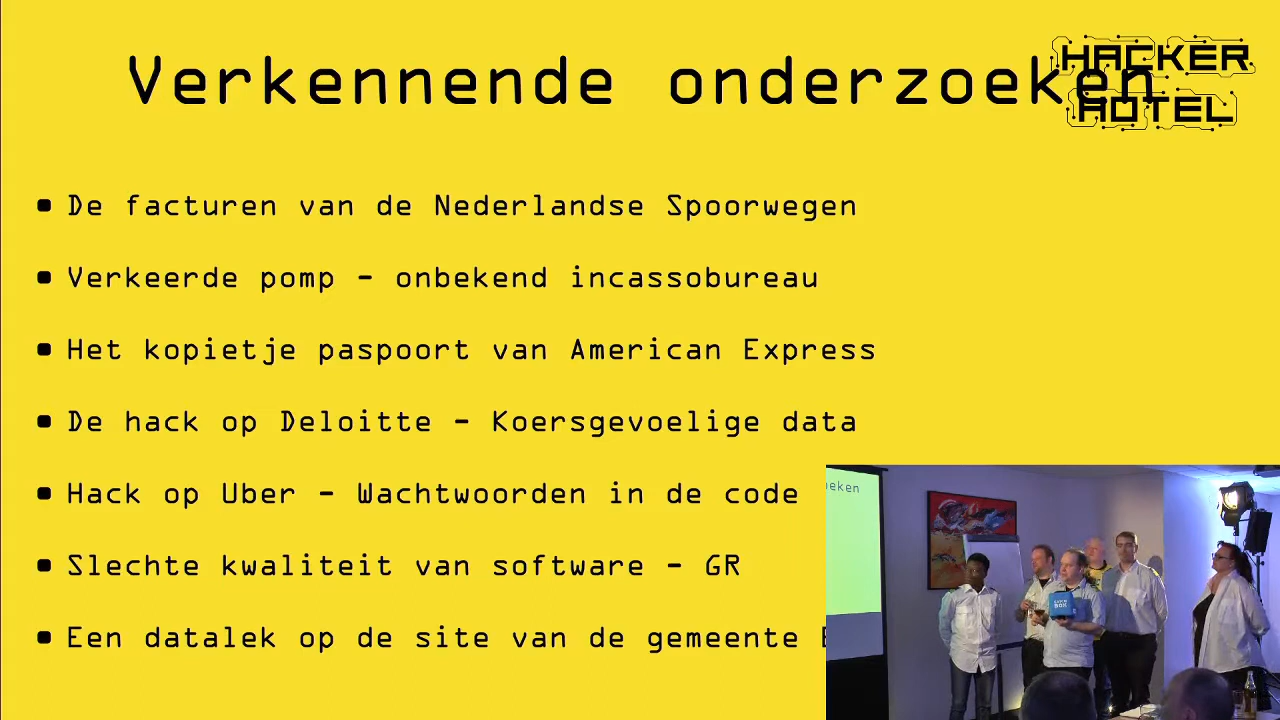 Verkennende onderzoeken
HACKER
HOTEL
De facturen van de Nederlandse Spoorwegen
Verkeerde pomp - onbekend incassobureau
Het kopietje paspoort van American Express
De hack op Deloitte - Koersgevoelige data
Hack op Uber - Wachtwoorden in de code
Slechte kwaliteit van software - GR
Een datalek op de site van de gemeente
eken
BOX